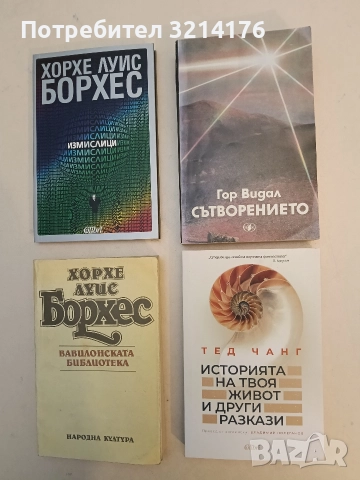 Потребител 3214176
ХОРХЕ ЛУИС
БОРХЕС
ИЗМИСЛИЦИ
Гор Видал
СЪТВОРЕНИЕТО
ХОРХЕ
ЛУИС
Борхес
ВАВИЛОНСКАТА
БИБЛИОТЕКА
НАРОДНА КУЛТУРА
ТЕД ЧАНГ
ИСТОРИЯТА
НА ТВОЯ
ЖИВОТ
И ДРУГИ
РАЗКАЗИ
bazar